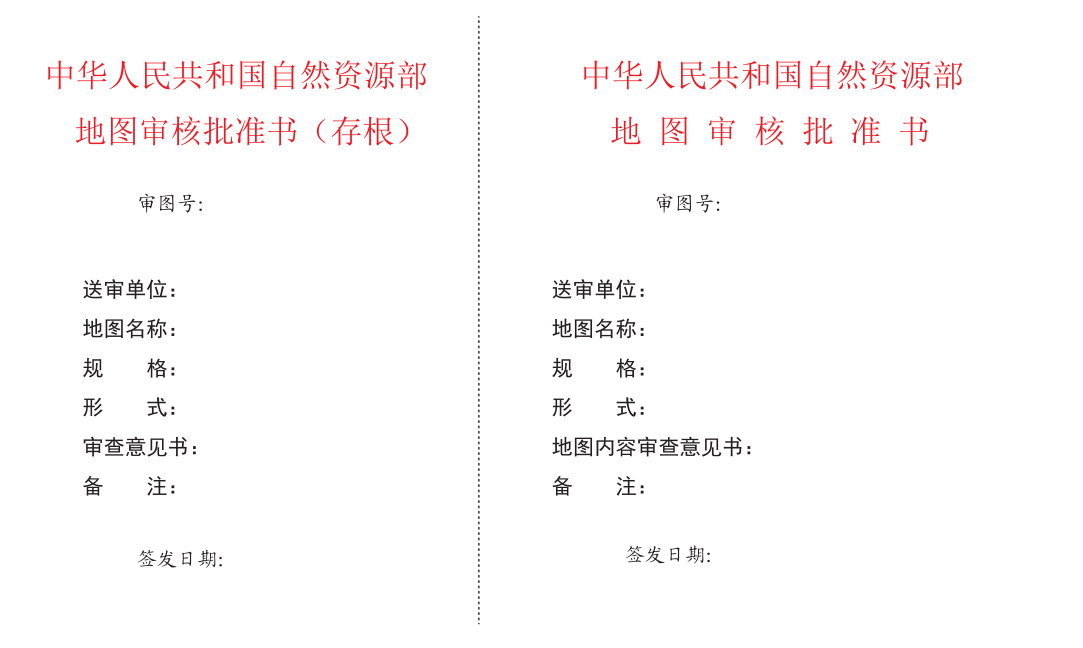 中华人民共和国自然资源部
地图审核批准书（存根）
审图号：
送审单位：
地图名称：
规　　格：
形　　式：
审查意见书：
备　　注：
签发日期：
中华人民共和国自然资源部
地 图 审 核 批 准 书
审图号：
送审单位：
地图名称：
规　　格：
形　　式：
地图内容审查意见书：
备　　注：
签发日期：